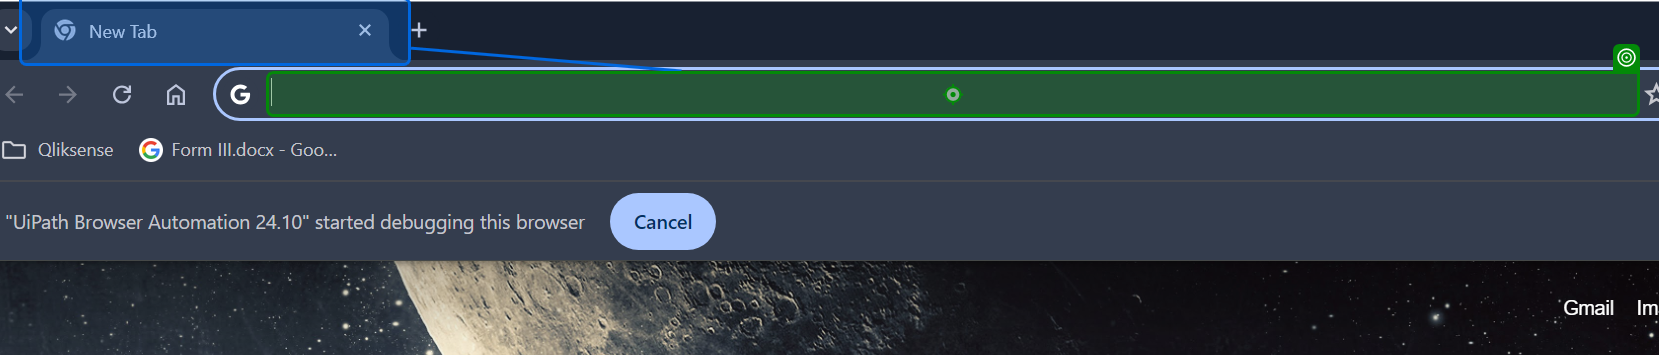 New Tab
Qliksense
Form III.docx - Goo...
"UiPath Browser Automation 24.10" started debugging this browser
Cancel
Gmail Im